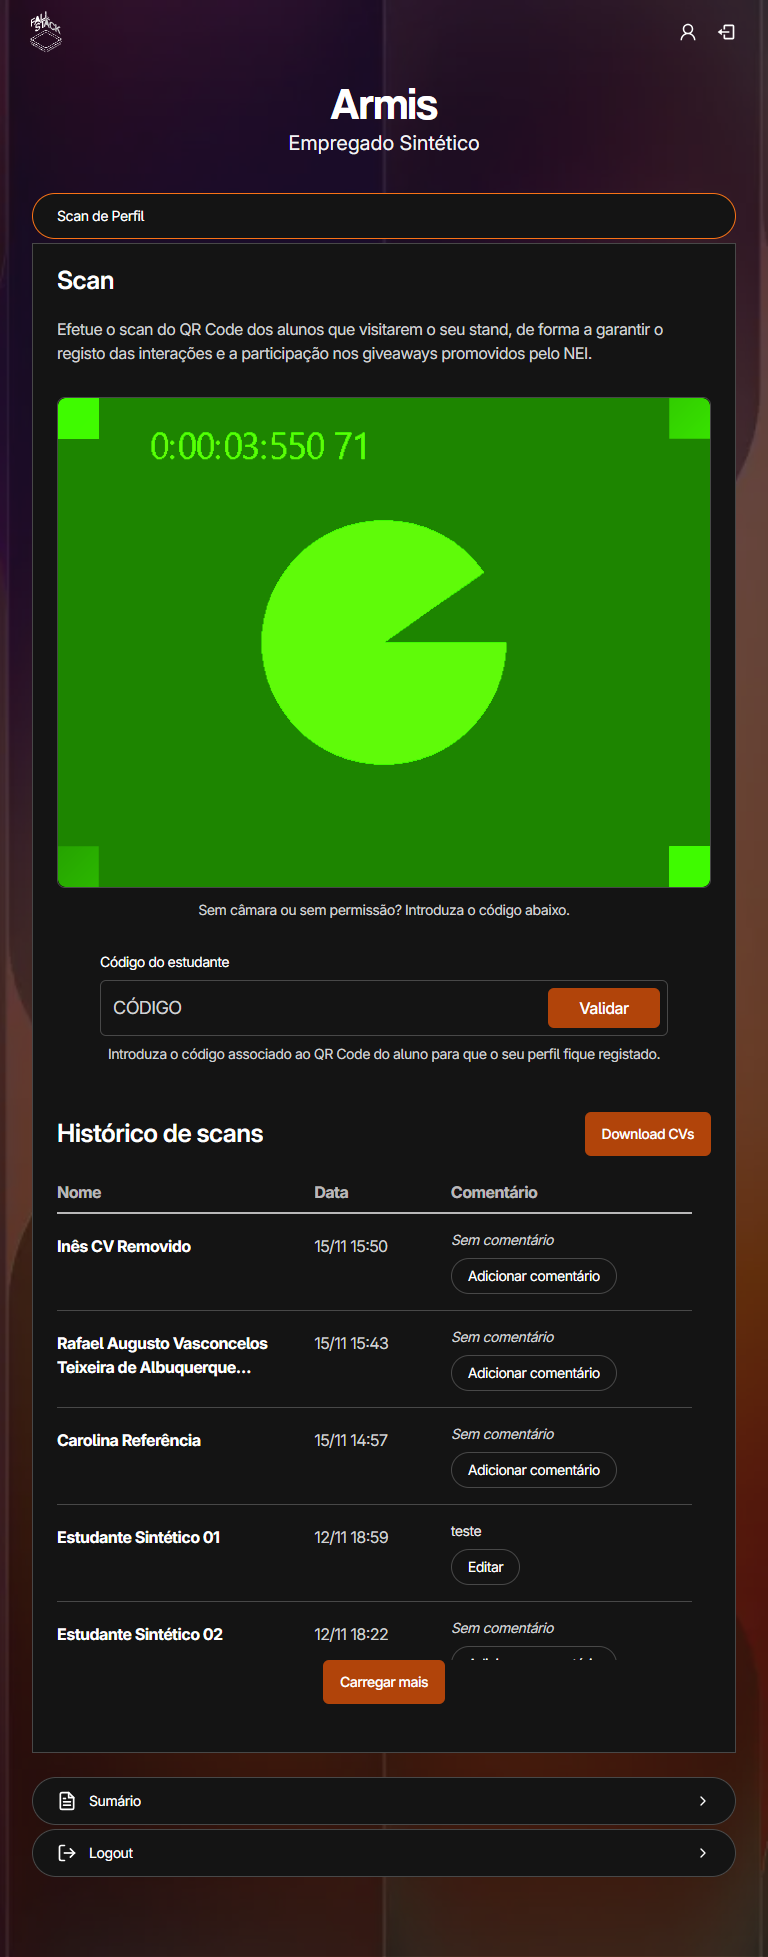 FALL
STACK
Armis
Empregado Sintético
Scan de Perfil
Scan
Efetue o scan do QR Code dos alunos que visitarem o seu stand, de forma a garantir o
registo das interações e a participação nos giveaways promovidos pelo NEI.
0:00:03:550 71
Sem câmara ou sem permissão? Introduza o código abaixo.
Código do estudante
CÓDIGO
Validar
Introduza o código associado ao QR Code do aluno para que o seu perfil fique registado.
Histórico de scans
Download CVs
Nome Data Comentário
Inês CV Removido 15/11 15:50 Sem comentário
Adicionar comentário
Rafael Augusto Vasconcelos 15/11 15:43 Sem comentário
Teixeira de Albuquerque... Adicionar comentário
Carolina Referência 15/11 14:57 Sem comentário
Adicionar comentário
Estudante Sintético 01 12/11 18:59 teste
Editar
Estudante Sintético 02 12/11 18:22 Sem comentário
Carregar mais
Sumário
Logout